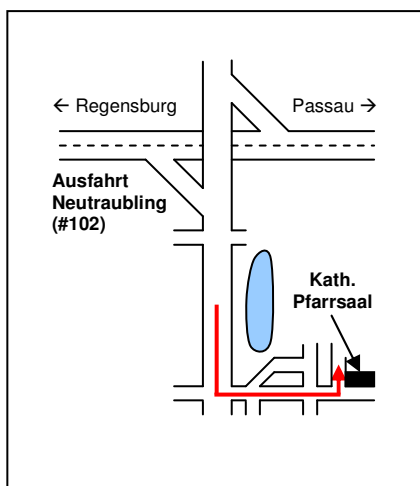 ← Regensburg
Passau →
Ausfahrt
Neutraubling
(#102)
Kath.
Pfarrsaal